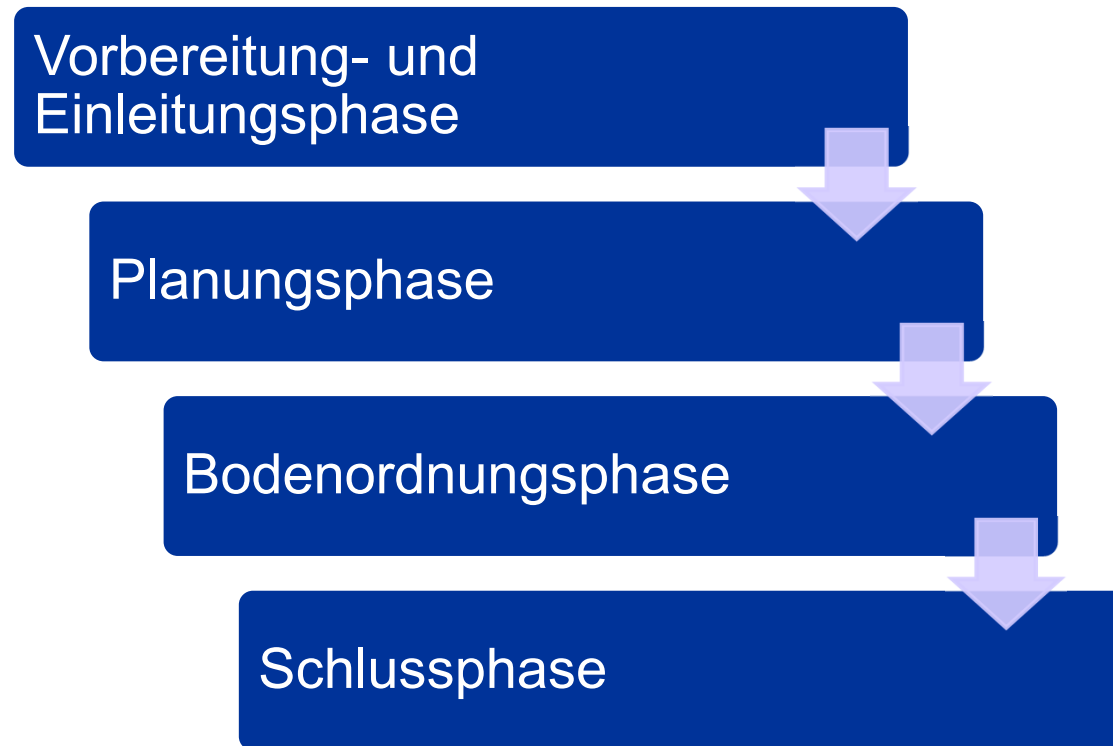 Vorbereitung- und
Einleitungsphase
Planungsphase
Bodenordnungsphase
Schlussphase